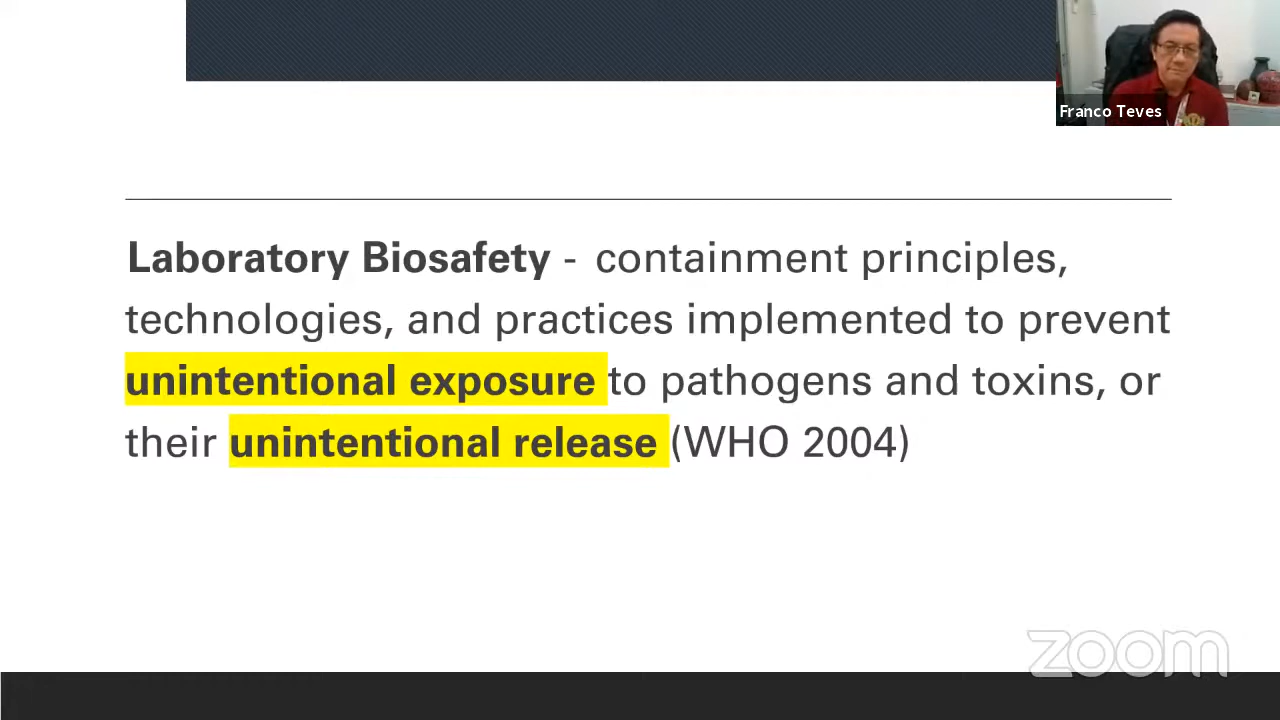 Franco Teves
Laboratory Biosafety - containment principles,
technologies, and practices implemented to prevent
unintentional exposure to pathogens and toxins, or
their unintentional release (WHO 2004)
zoom